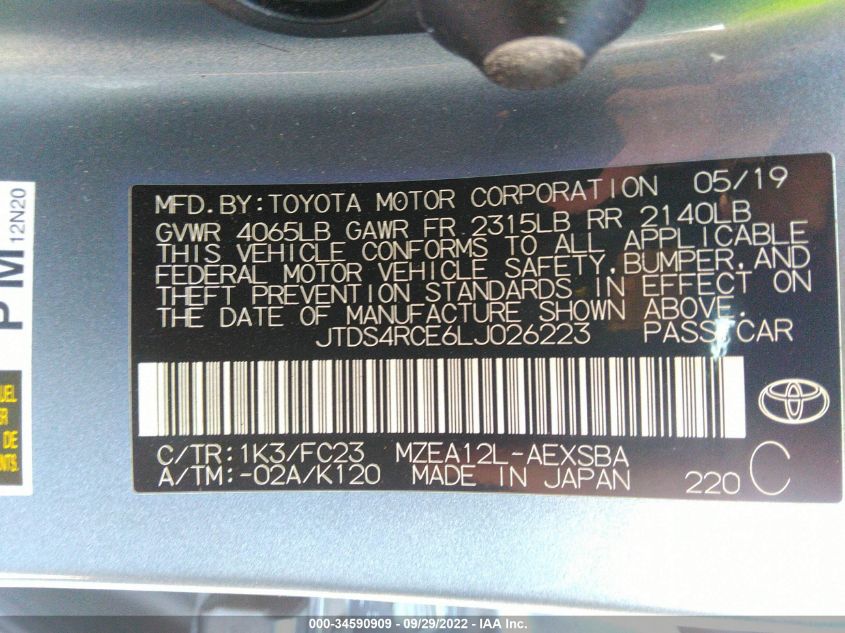 MFD.BY:TOYOTA MOTOR CORPORATION 05/19
GVWR 4065LB GAWR FR 2315LB RR 2140LB
THIS VEHICLE CONFORMS TO ALL APPLICABLE
FEDERAL MOTOR VEHICLE SAFETY,BUMPER,AND
THEFT PREVENTION STANDARDS IN EFFECT ON
THE DATE OF MANUFACTURE SHOWN ABOVE.
JTDS4RCE6LJ026223 PASS.CAR
C/TR:1K3/FC23 MZEA12L-AEXSBA
A/TM:-02A/K120 MADE IN JAPAN 220 C
PM 12N20
000-34590909 - 09/29/2022 - IAA Inc.